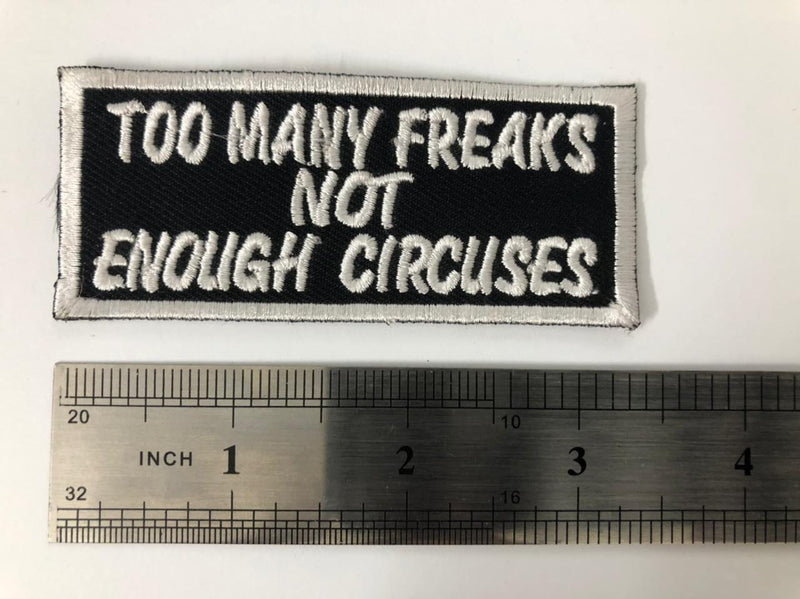 TOO MANY FREAKS
NOT
ENOUGH CIRCUSES
20
10
INCH 1 2 3 4
32
16